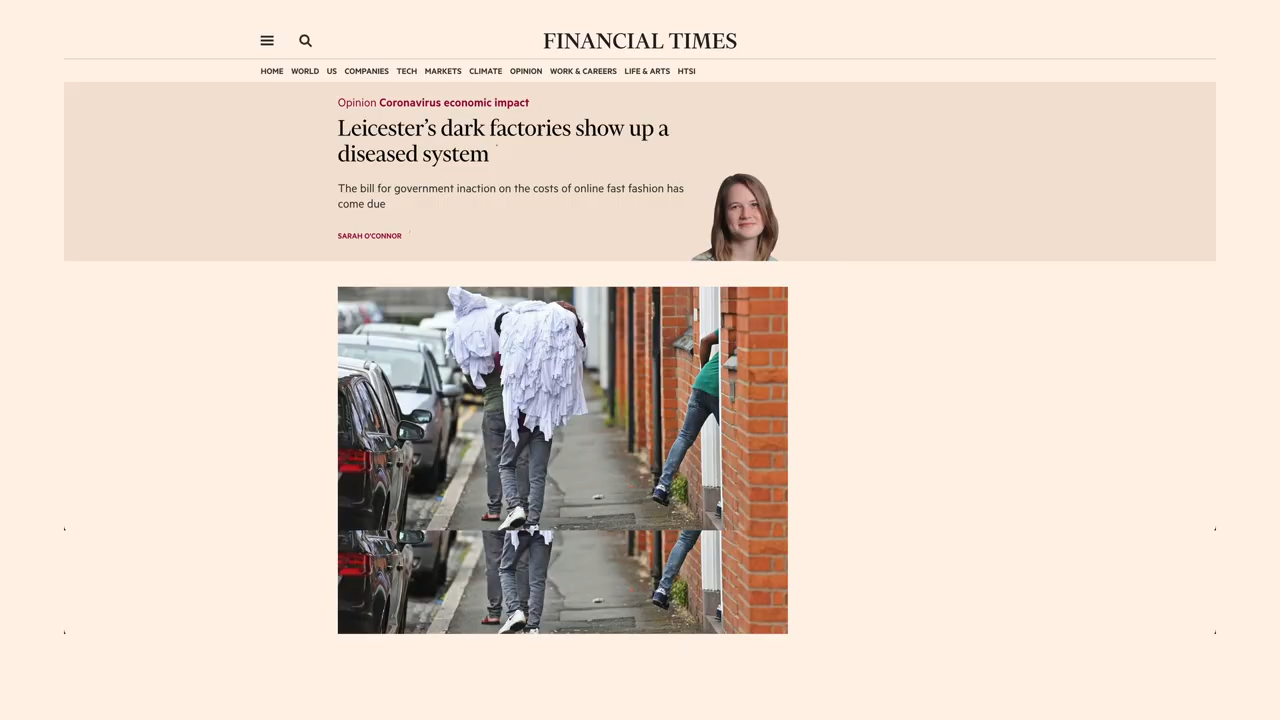 FINANCIAL TIMES
HOME WORLD US COMPANIES TECH MARKETS CLIMATE OPINION WORK & CAREERS LIFE & ARTS HTSI
Opinion Coronavirus economic impact
Leicester’s dark factories show up a
diseased system
The bill for government inaction on the costs of online fast fashion has
come due
SARAH O'CONNOR